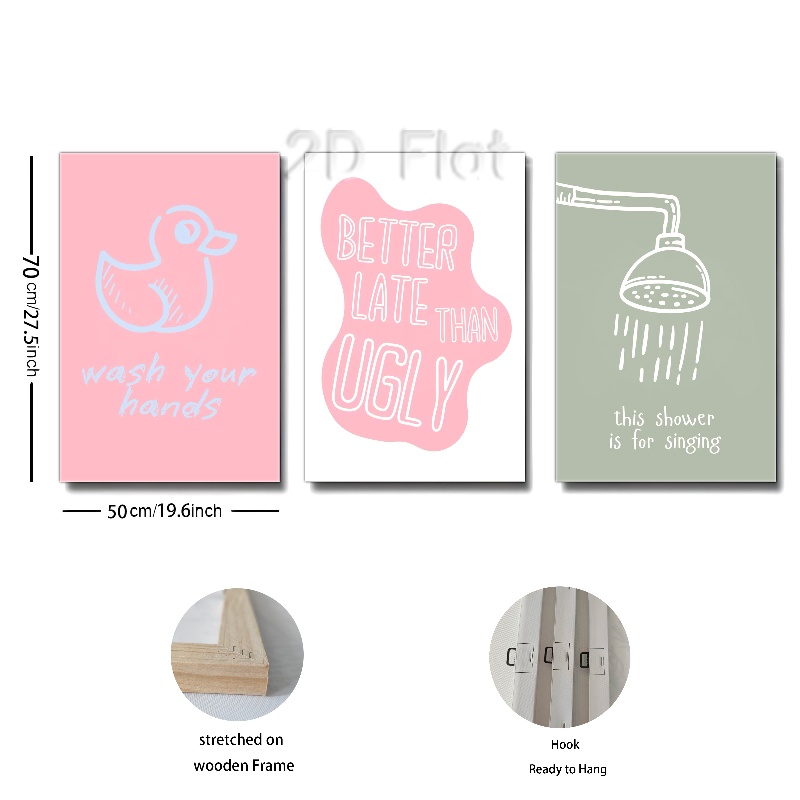 2D Flat
70 cm/27.5inch
wash your
hands
BETTER
LATE THAN
UGLY
this shower
is for singing
50cm/19.6inch
stretched on
wooden Frame
Hook
Ready to Hang